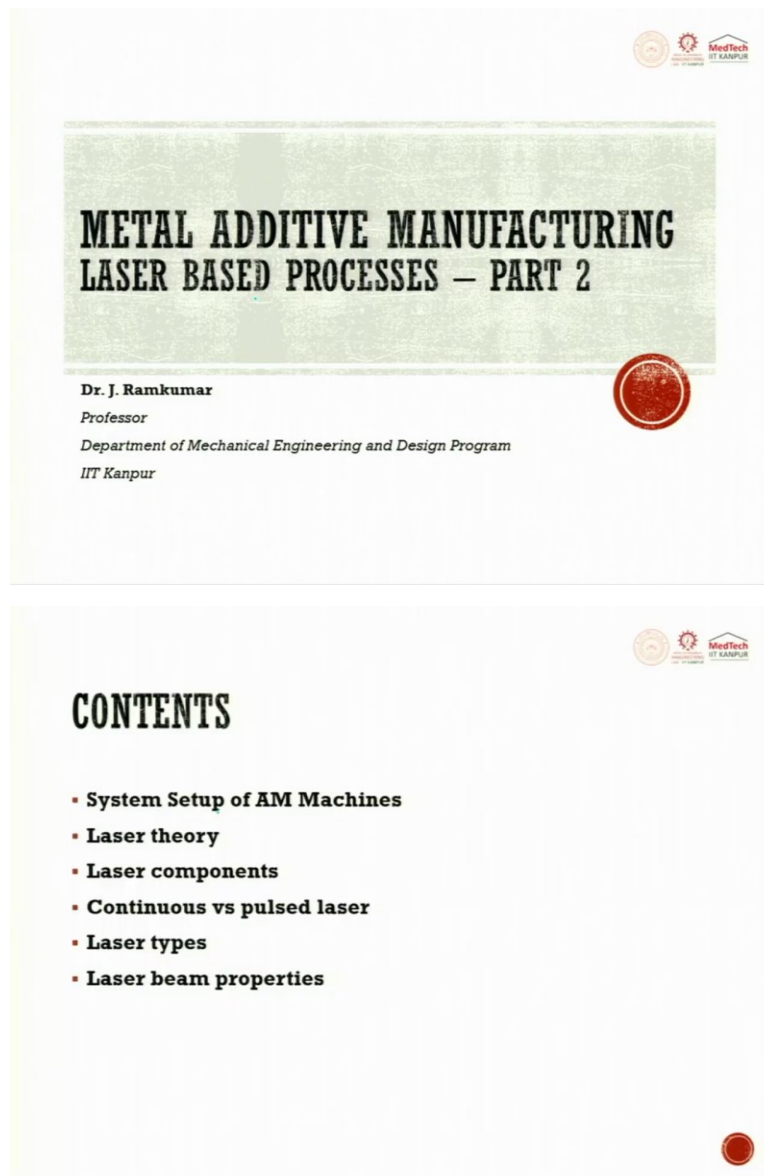 MedTech
IIT KANPUR
METAL ADDITIVE MANUFACTURING
LASER BASED PROCESSES – PART 2
Dr. J. Ramkumar
Professor
Department of Mechanical Engineering and Design Program
IIT Kanpur
MedTech
IIT KANPUR
CONTENTS
▪ System Setup of AM Machines
▪ Laser theory
▪ Laser components
▪ Continuous vs pulsed laser
▪ Laser types
▪ Laser beam properties